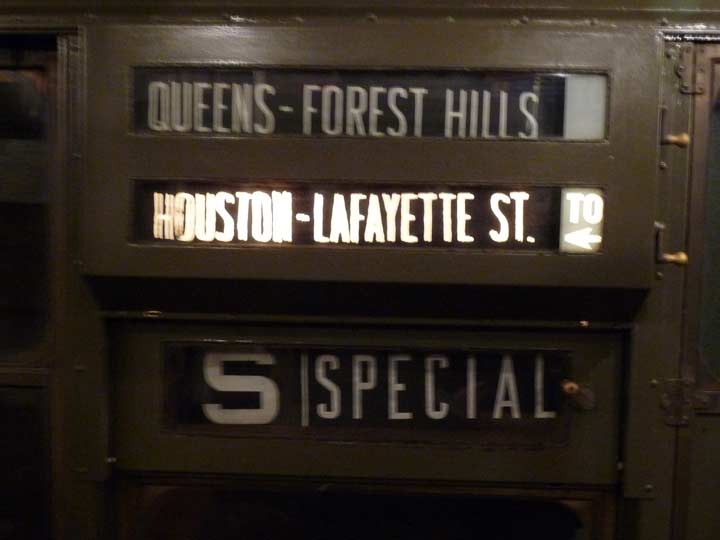 QUEENS-FOREST HILLS
HOUSTON-LAFAYETTE ST. TO ←
S SPECIAL